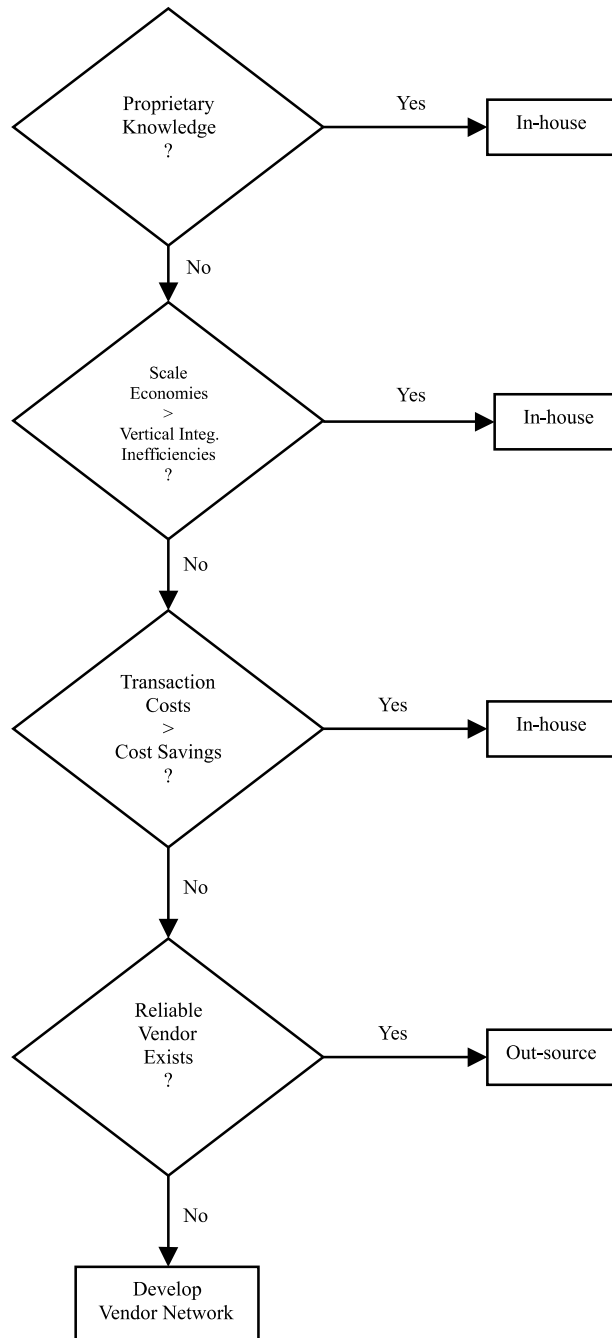 Proprietary
Knowledge
?
Yes
In-house
No
Scale
Economies
>
Vertical Integ.
Inefficiencies
?
Yes
In-house
No
Transaction
Costs
>
Cost Savings
?
Yes
In-house
No
Reliable
Vendor
Exists
?
Yes
Out-source
No
Develop
Vendor Network